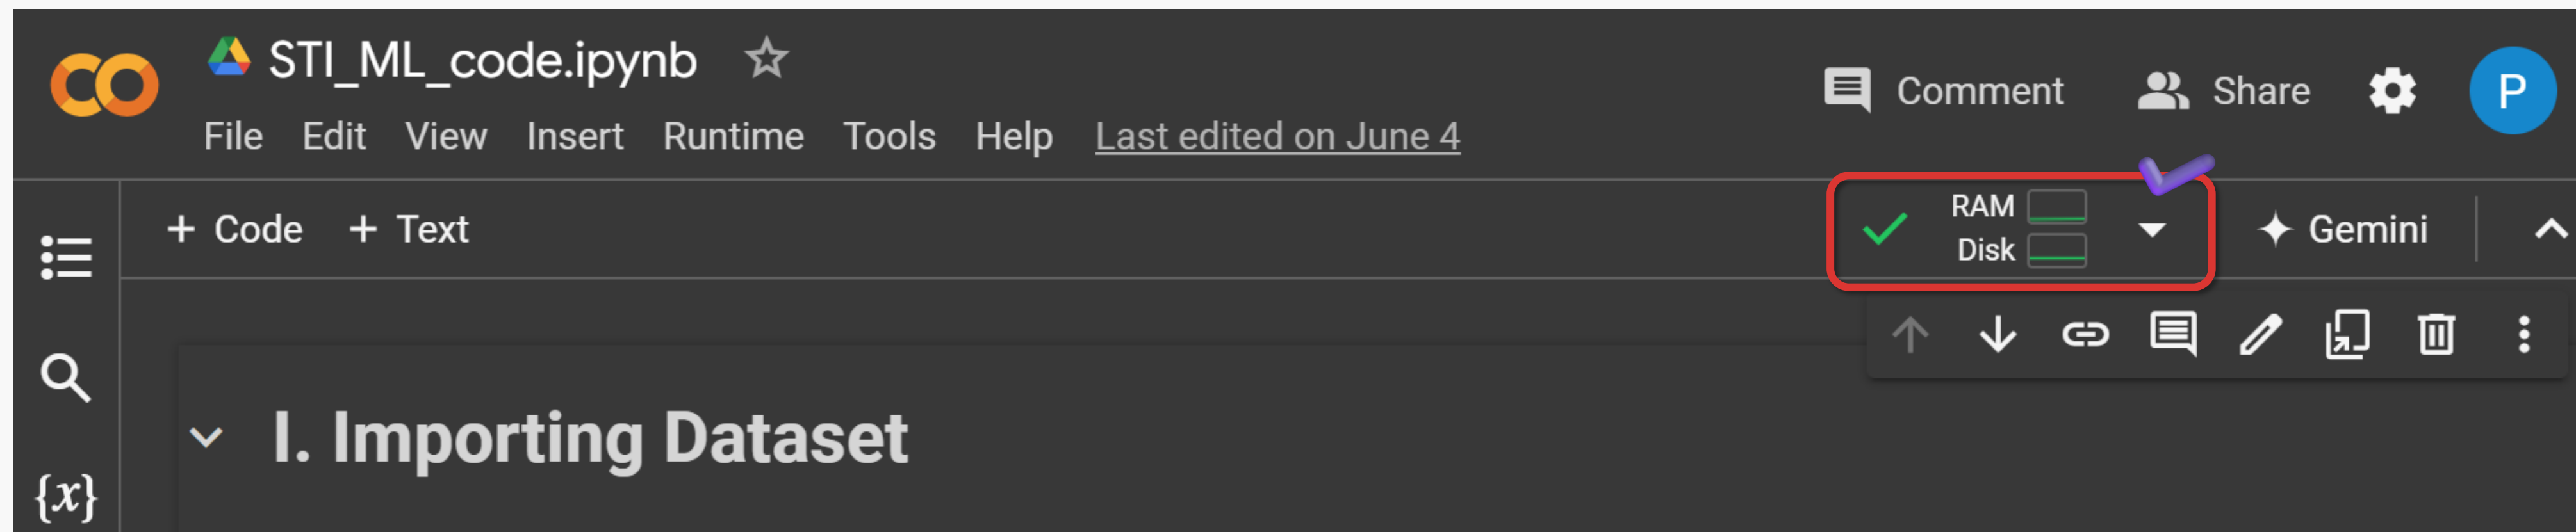 STI_ML_code.ipynb
Comment Share P
File Edit View Insert Runtime Tools Help Last edited on June 4
+ Code + Text
RAM
Disk
Gemini
I. Importing Dataset
{x}